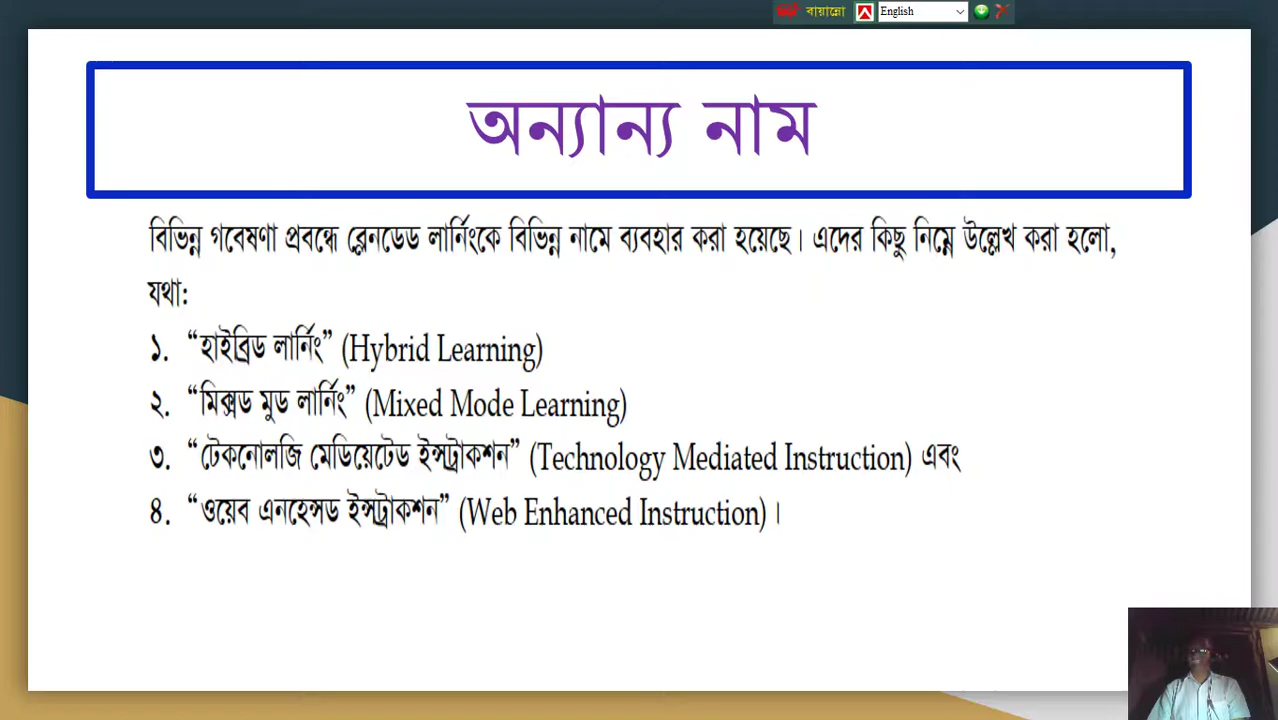 বায়ান্নো English
অন্যান্য নাম
বিভিন্ন গবেষণা প্রবন্ধে ব্লেনডেড লার্নিংকে বিভিন্ন নামে ব্যবহার করা হয়েছে। এদের কিছু নিম্নে উল্লেখ করা হলো,
যথা:
১. “হাইব্রিড লার্নিং” (Hybrid Learning)
২. “মিক্সড মুড লার্নিং” (Mixed Mode Learning)
৩. “টেকনোলজি মেডিয়েটেড ইন্সট্রাকশন” (Technology Mediated Instruction) এবং
৪. “ওয়েব এনহেন্সড ইন্সট্রাকশন” (Web Enhanced Instruction)।